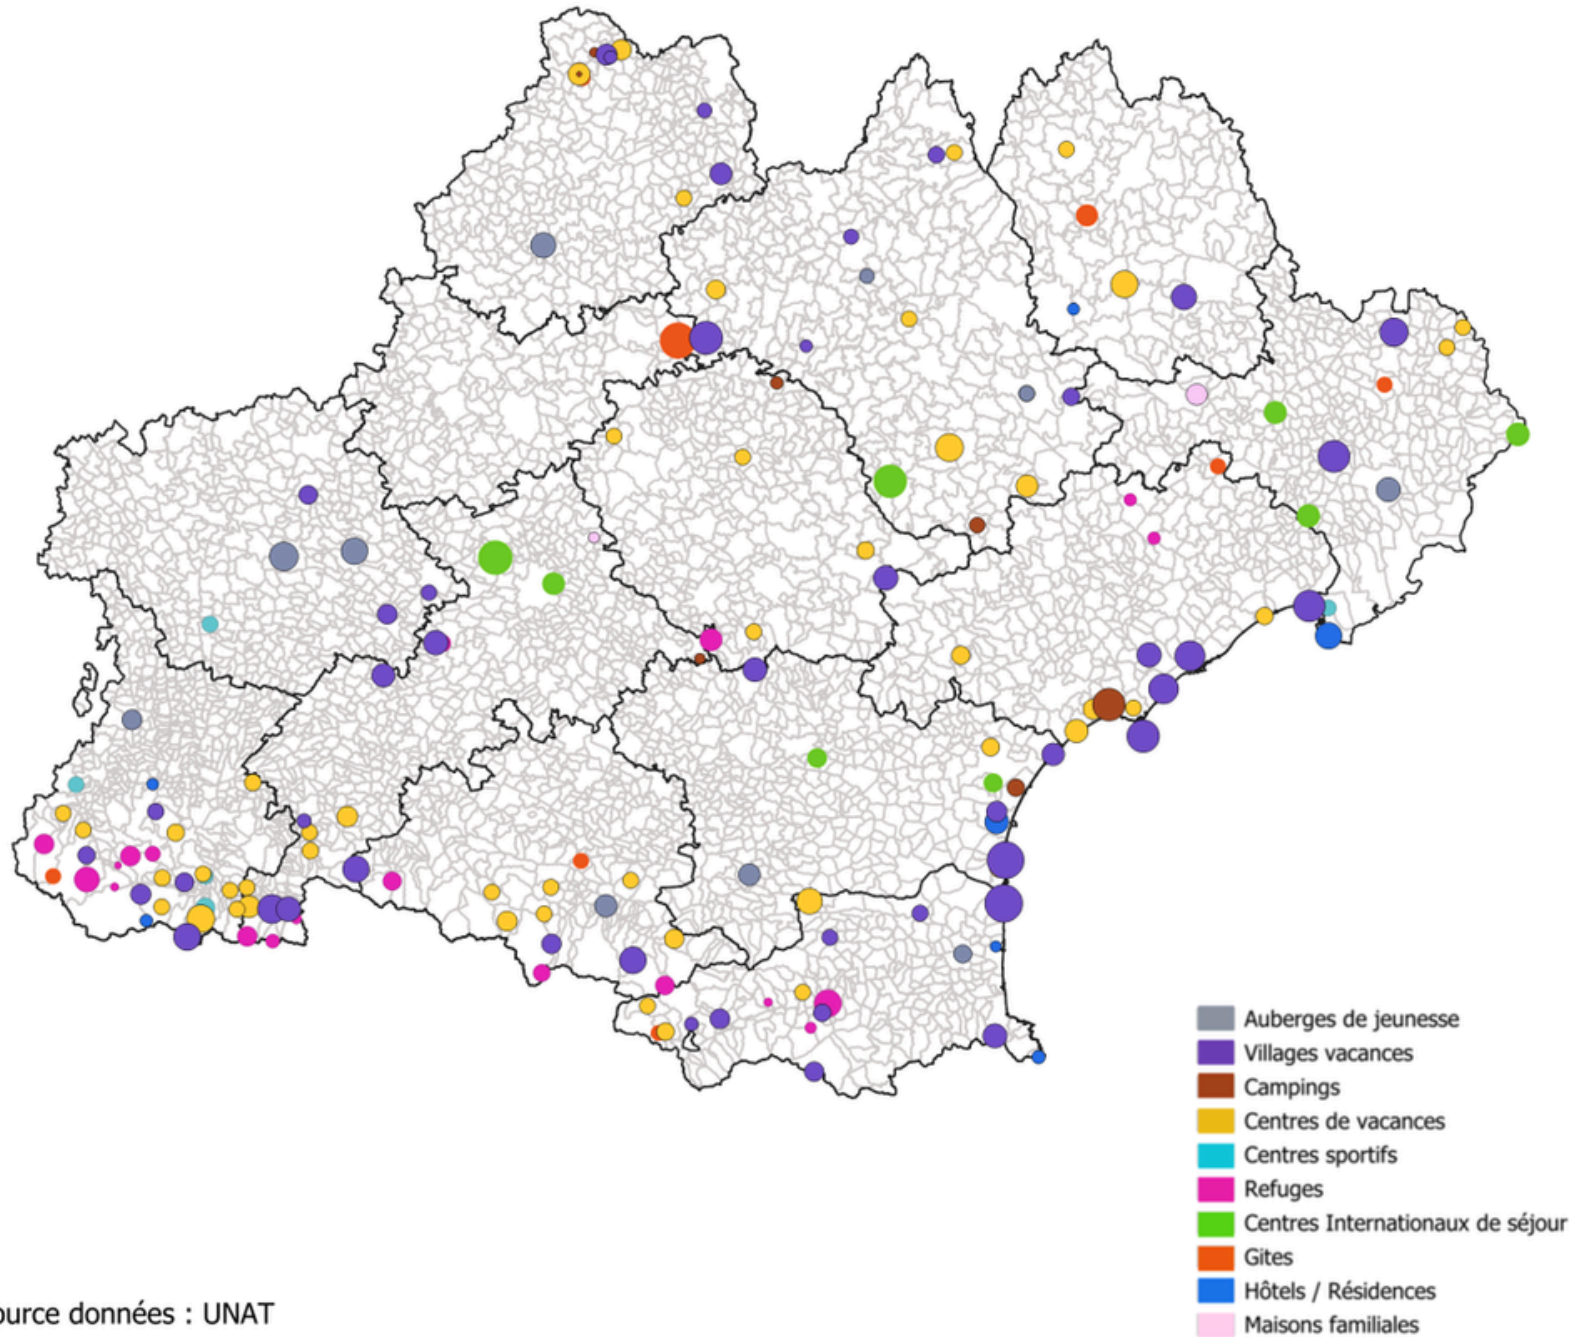 Auberges de jeunesse
Villages vacances
Campings
Centres de vacances
Centres sportifs
Refuges
Centres Internationaux de séjour
Gites
Hôtels / Résidences
Maisons familiales
ource données : UNAT